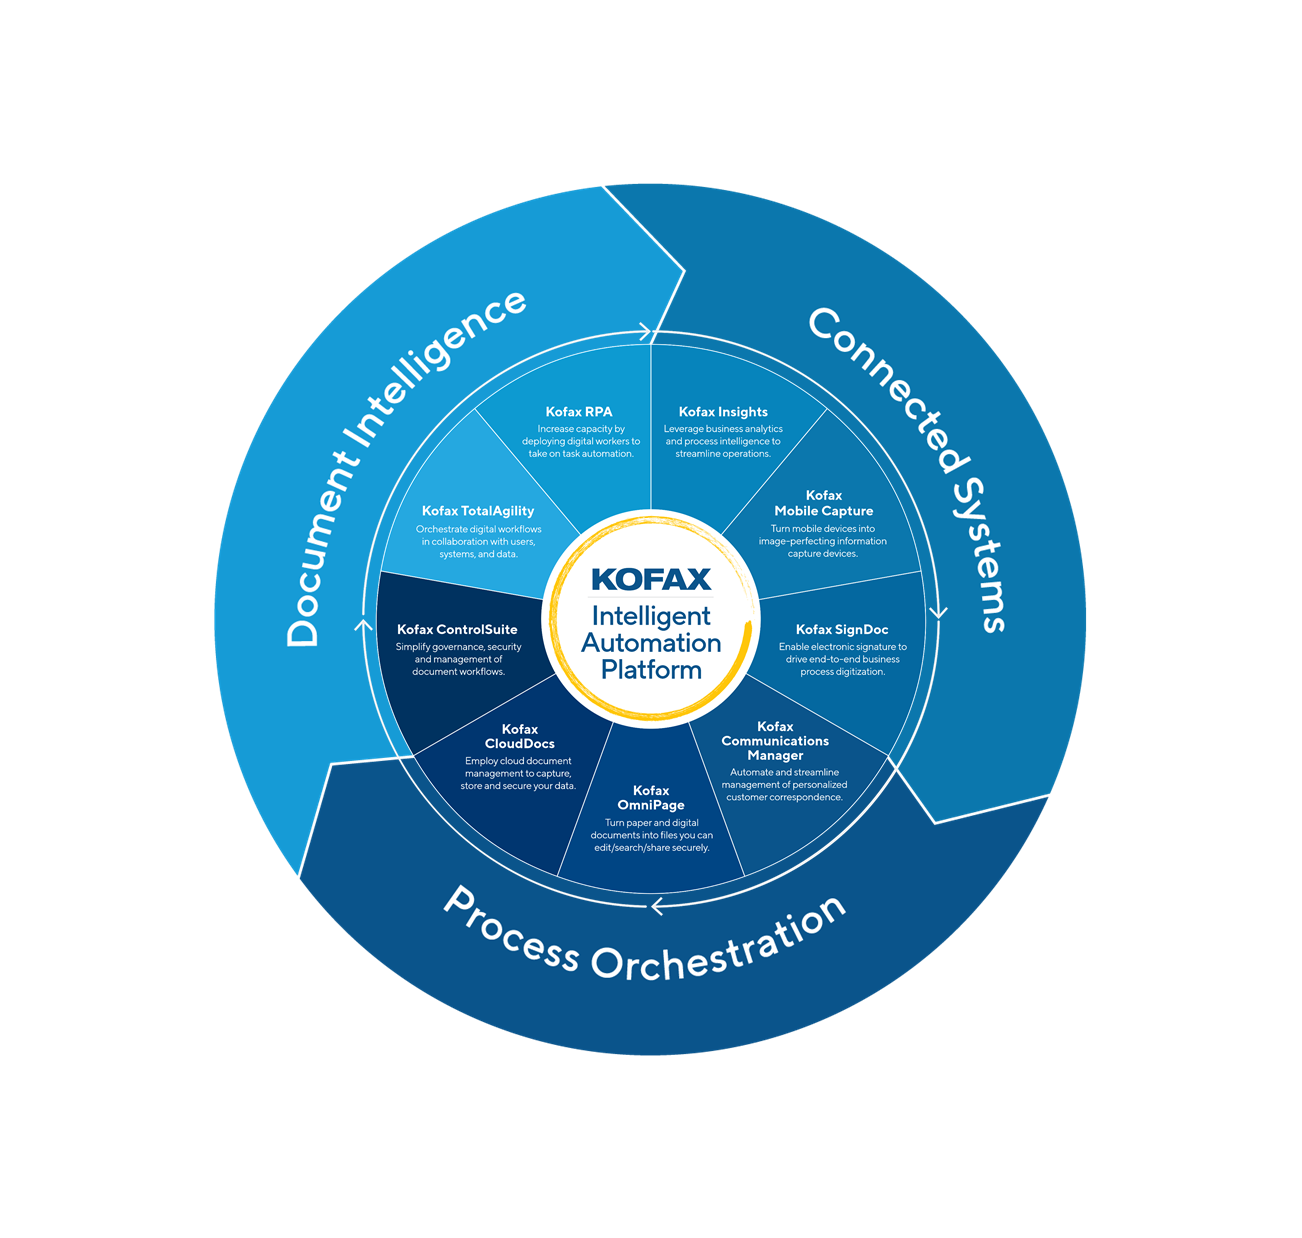 Document Intelligence
Connected Systems
Process Orchestration
KOFAX
Intelligent
Automation
Platform
Kofax RPA
Increase capacity by
deploying digital workers to
take on task automation.
Kofax Insights
Leverage business analytics
and process intelligence to
streamline operations.
Kofax
Mobile Capture
Turn mobile devices into
image-perfecting information
capture devices.
Kofax SignDoc
Enable electronic signature to
drive end-to-end business
process digitization.
Kofax
Communications
Manager
Automate and streamline
management of personalized
customer correspondence.
Kofax
OmniPage
Turn paper and digital
documents into files you can
edit/search/share securely.
Kofax
CloudDocs
Employ cloud document
management to capture,
store and secure your data.
Kofax ControlSuite
Simplify governance, security
and management of
document workflows.
Kofax TotalAgility
Orchestrate digital workflows
in collaboration with users,
systems, and data.